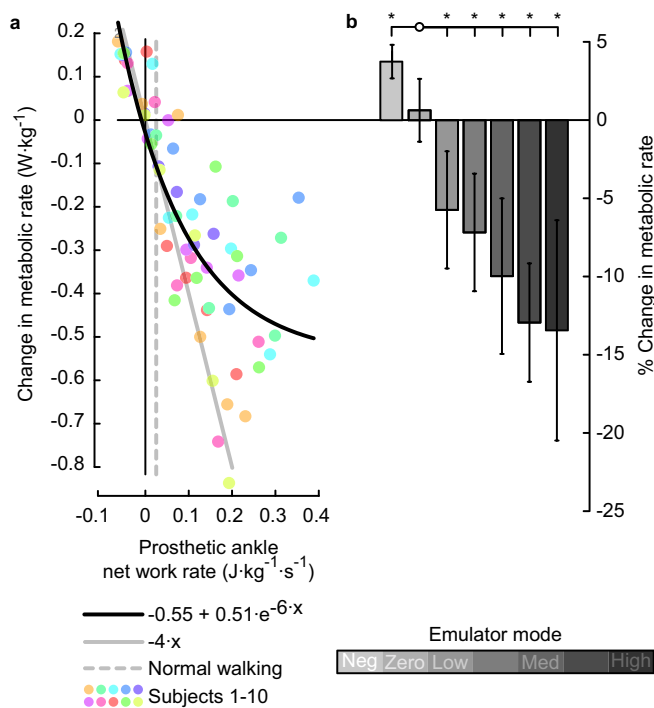 a
b
* * * * * * *
0.2
0.1
0
-0.1
-0.2
-0.3
-0.4
-0.5
-0.6
-0.7
-0.8
Change in metabolic rate (W·kg⁻¹)
-0.1 0 0.1 0.2 0.3 0.4
Prosthetic ankle
net work rate (J·kg⁻¹·s⁻¹)
5
0
-5
-10
-15
-20
-25
% Change in metabolic rate
-0.55 + 0.51·e⁻⁶·ˣ
-4·x
Normal walking
Subjects 1-10
Emulator mode
Neg Zero Low Med High